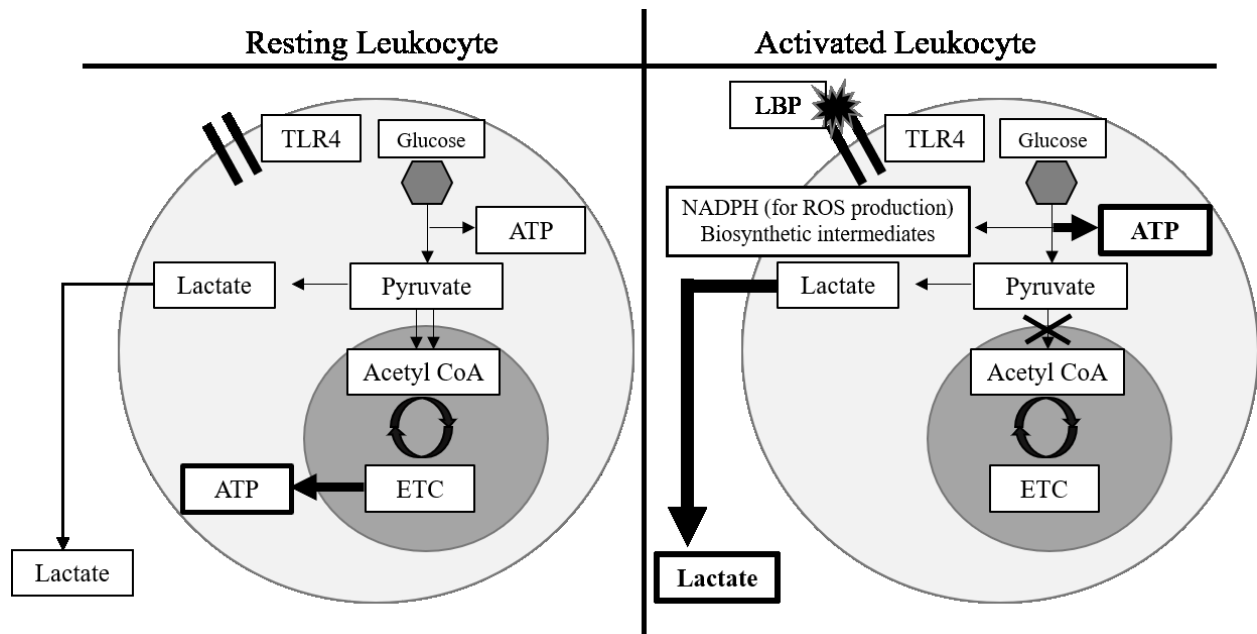 Resting Leukocyte
TLR4
Glucose
ATP
Lactate
Pyruvate
Acetyl CoA
ATP
ETC
Lactate
Activated Leukocyte
LBP
TLR4
Glucose
NADPH (for ROS production)
Biosynthetic intermediates
ATP
Lactate
Pyruvate
Acetyl CoA
ETC
Lactate